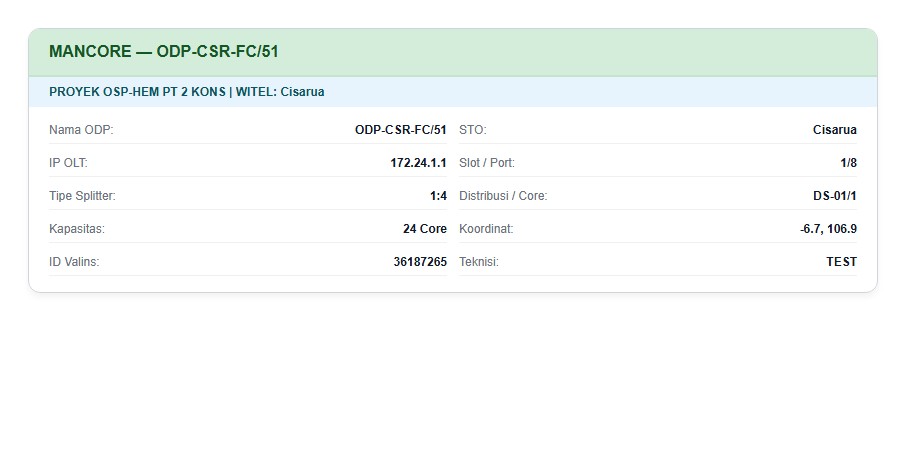 MANCORE — ODP-CSR-FC/51
PROYEK OSP-HEM PT 2 KONS | WITEL: Cisarua
Nama ODP: ODP-CSR-FC/51 STO: Cisarua
IP OLT: 172.24.1.1 Slot / Port: 1/8
Tipe Splitter: 1:4 Distribusi / Core: DS-01/1
Kapasitas: 24 Core Koordinat: -6.7, 106.9
ID Valins: 36187265 Teknisi: TEST